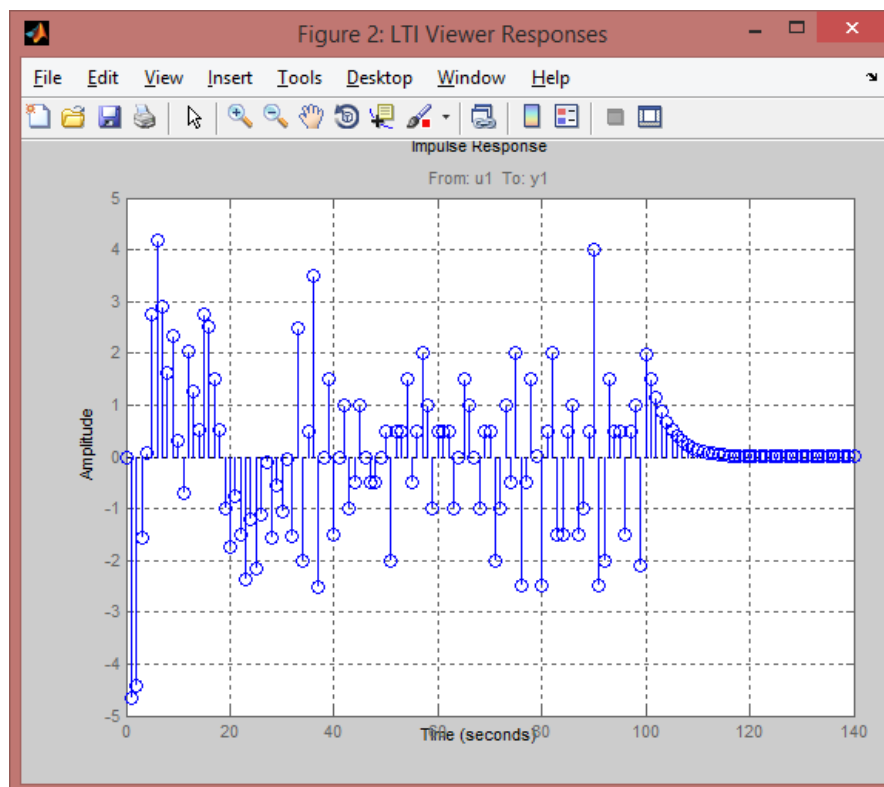 Figure 2: LTI Viewer Responses
File Edit View Insert Tools Desktop Window Help
Impulse Response
From: u1 To: y1
Amplitude
5
4
3
2
1
0
-1
-2
-3
-4
-5
0 20 40 60 80 100 120 140
Time (seconds)